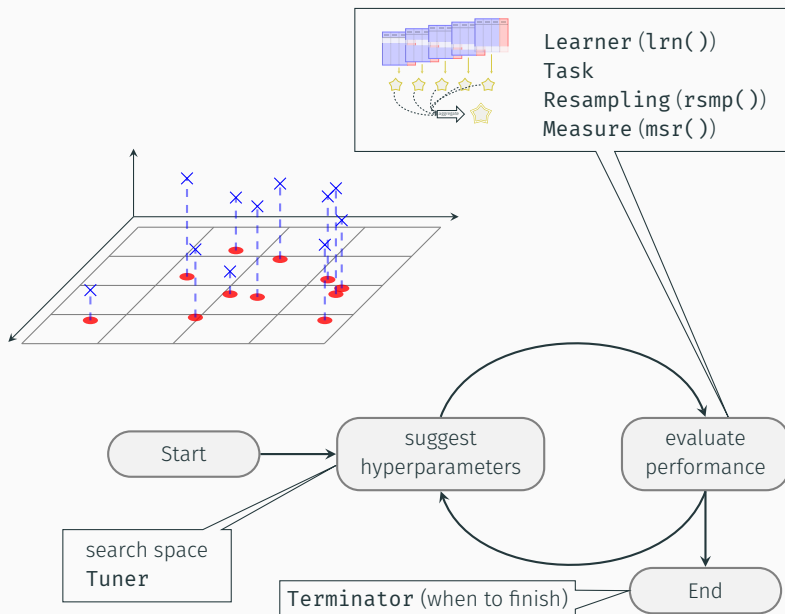 Learner (lrn())
Task
Resampling (rsmp())
Measure (msr())
aggregate
Start
suggest
hyperparameters
evaluate
performance
search space
Tuner
Terminator (when to finish)
End